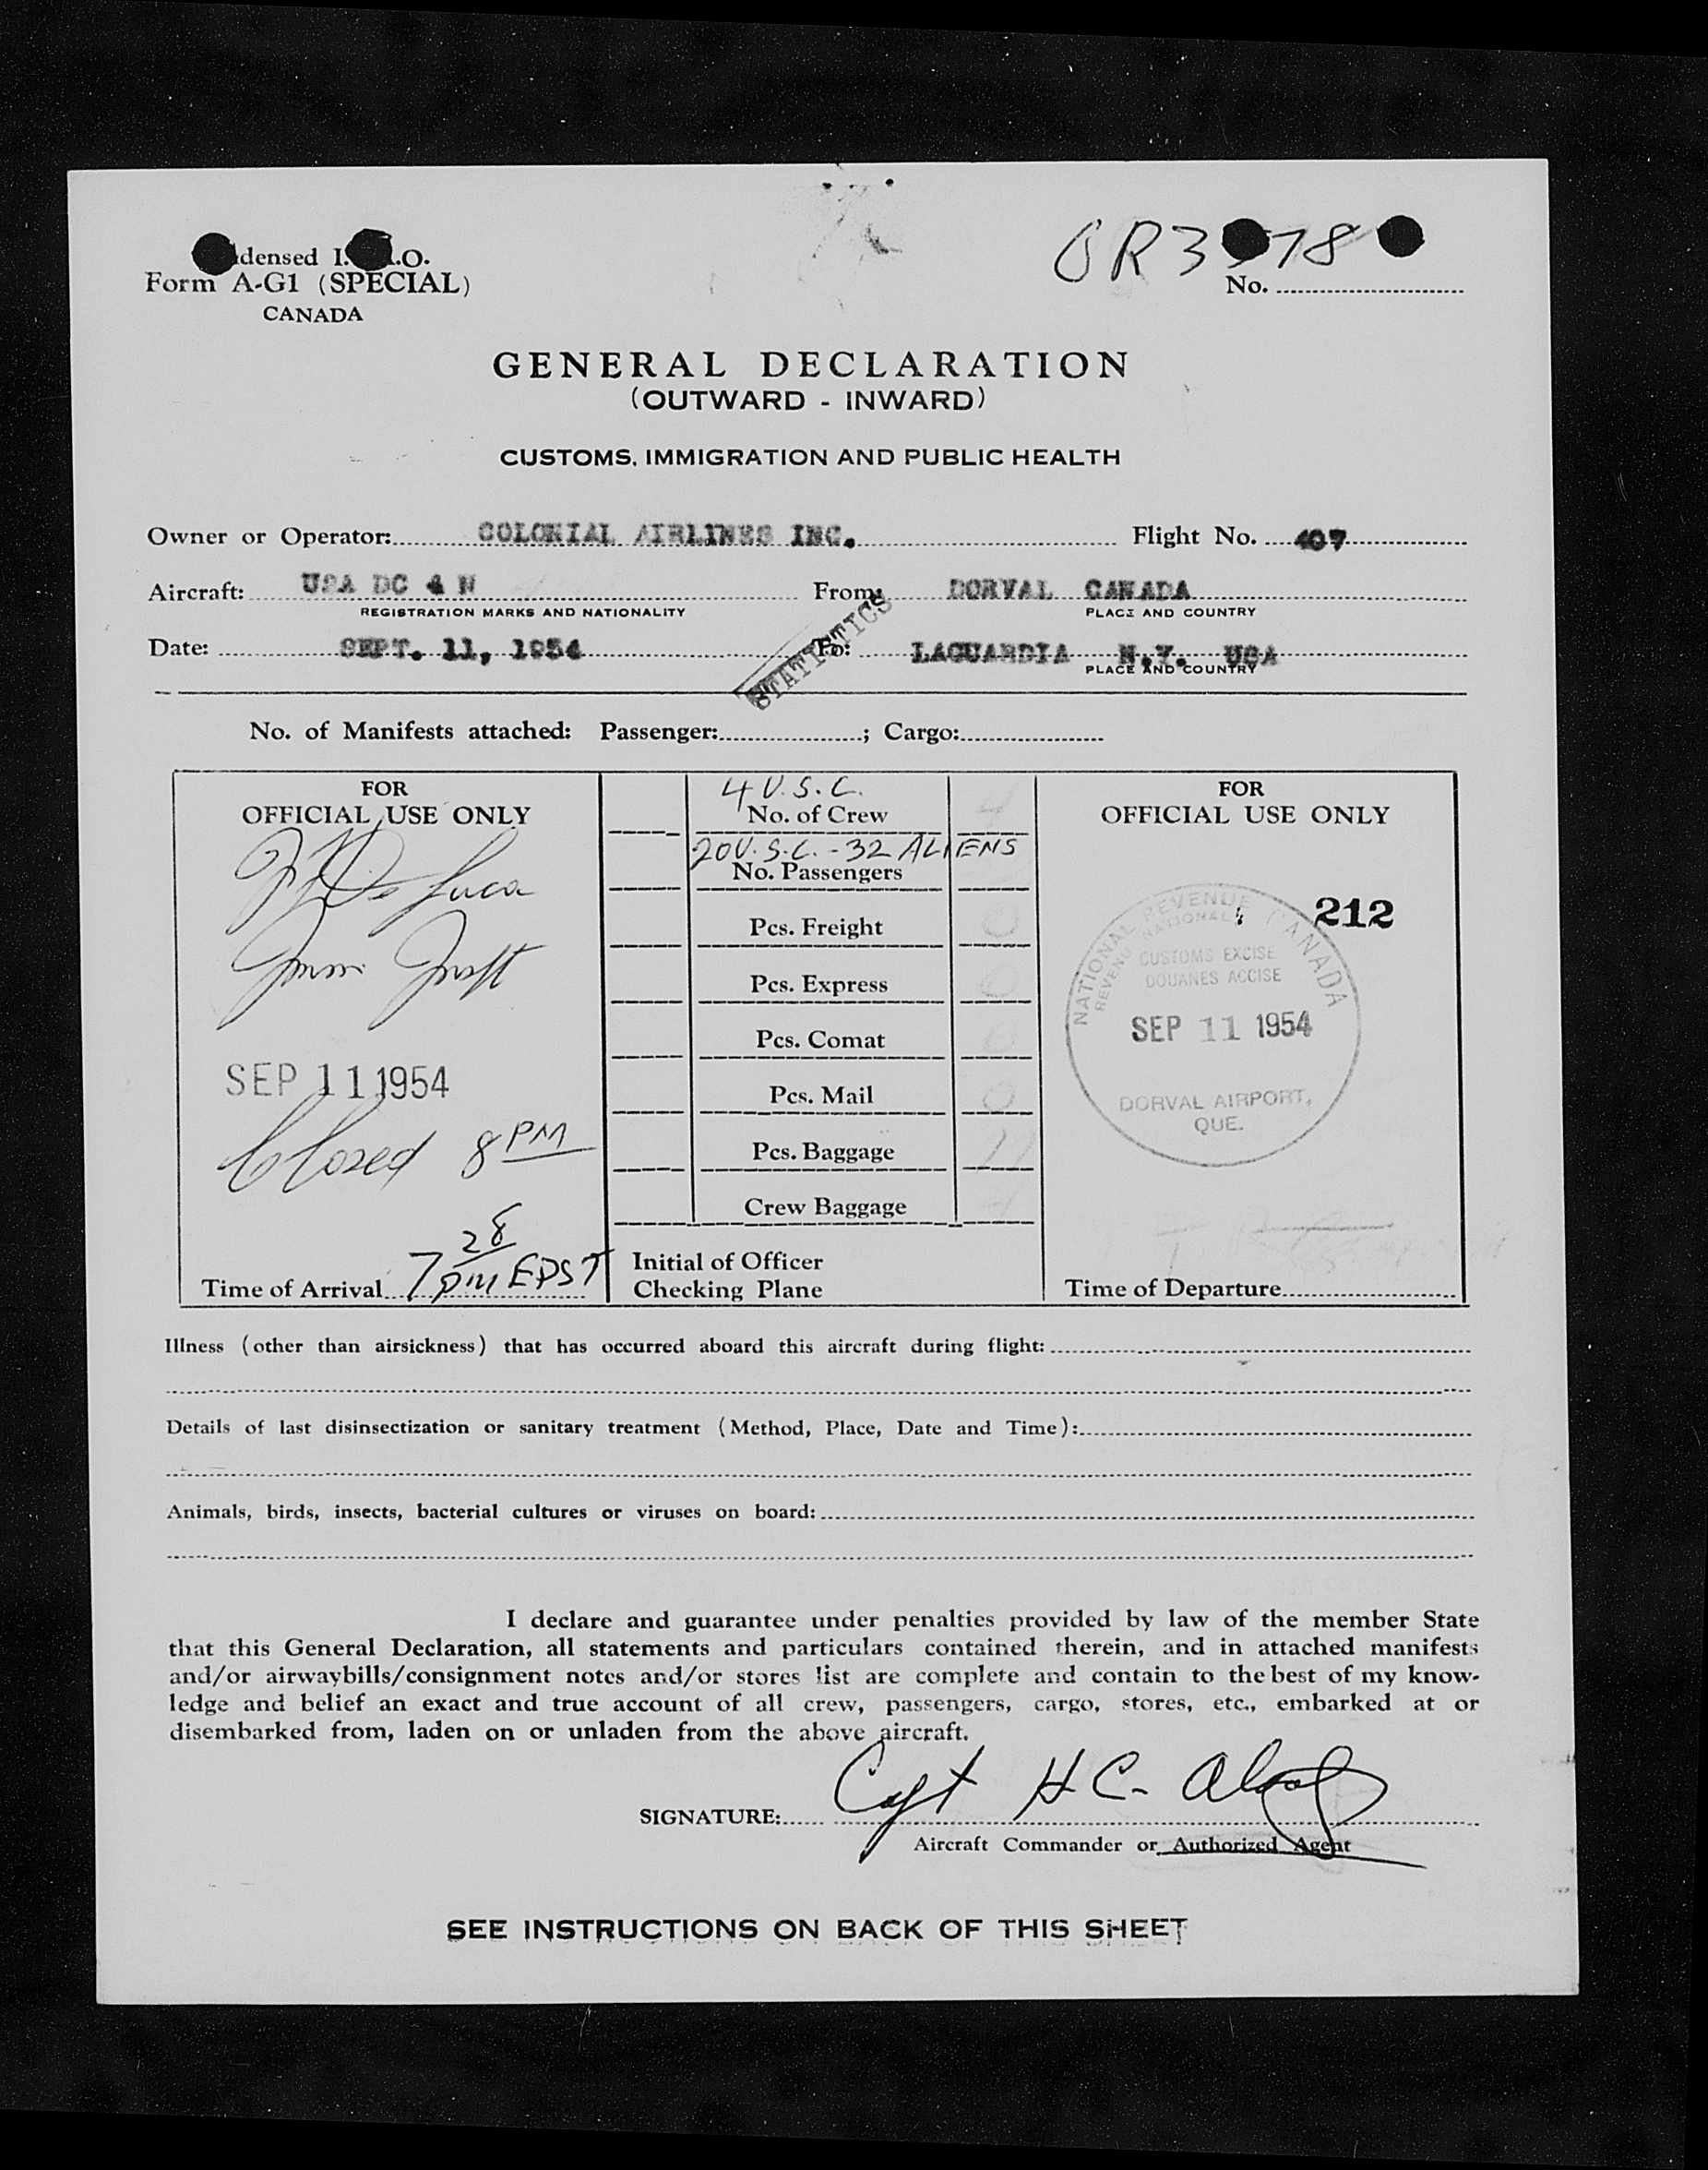 densed I. .O.
Form A-G1 (SPECIAL)
CANADA
No.
GENERAL DECLARATION
(OUTWARD - INWARD)
CUSTOMS, IMMIGRATION AND PUBLIC HEALTH
Owner or Operator: COLONIAL AIRLINES INC. Flight No. 407
Aircraft: USA DC 4 N From: DORVAL CANADA
REGISTRATION MARKS AND NATIONALITY PLACE AND COUNTRY
Date: SEPT. 11, 1954 To: LAGUARDIA N.Y. USA
PLACE AND COUNTRY
STATISTICS
No. of Manifests attached: Passenger: ; Cargo:
FOR
OFFICIAL USE ONLY
De Luca
SEP 11 1954
Closed 8 PM
Time of Arrival 7 28 pm EDST
4 U.S.C.
No. of Crew
20 U.S.C. - 32 ALIENS
No. Passengers
Pcs. Freight
Pcs. Express
Pcs. Comat
Pcs. Mail
Pcs. Baggage
Crew Baggage
Initial of Officer
Checking Plane
FOR
OFFICIAL USE ONLY
212
NATIONAL REVENUE CANADA
CUSTOMS EXCISE
DOUANES ACCISE
SEP 11 1954
DORVAL AIRPORT,
QUE.
Time of Departure
Illness (other than airsickness) that has occurred aboard this aircraft during flight:
Details of last disinsectization or sanitary treatment (Method, Place, Date and Time):
Animals, birds, insects, bacterial cultures or viruses on board:
I declare and guarantee under penalties provided by law of the member State
that this General Declaration, all statements and particulars contained therein, and in attached manifests
and/or airwaybills/consignment notes and/or stores list are complete and contain to the best of my know-
ledge and belief an exact and true account of all crew, passengers, cargo, stores, etc., embarked at or
disembarked from, laden on or unladen from the above aircraft.
SIGNATURE: Capt H C
Aircraft Commander or Authorized Agent
SEE INSTRUCTIONS ON BACK OF THIS SHEET